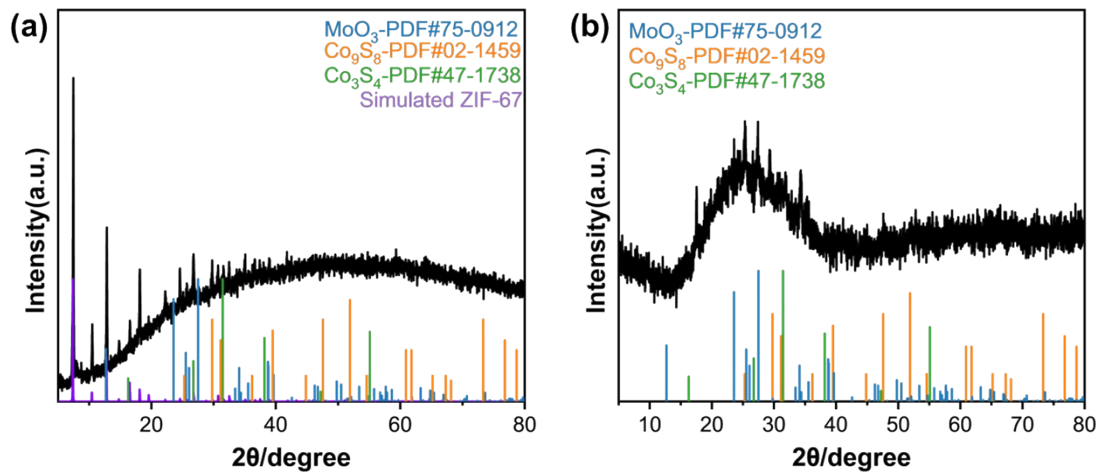 (a)
MoO₃-PDF#75-0912
Co₉S₈-PDF#02-1459
Co₃S₄-PDF#47-1738
Simulated ZIF-67
Intensity(a.u.)
20 40 60 80
2θ/degree
(b)
MoO₃-PDF#75-0912
Co₉S₈-PDF#02-1459
Co₃S₄-PDF#47-1738
Intensity(a.u.)
10 20 30 40 50 60 70 80
2θ/degree